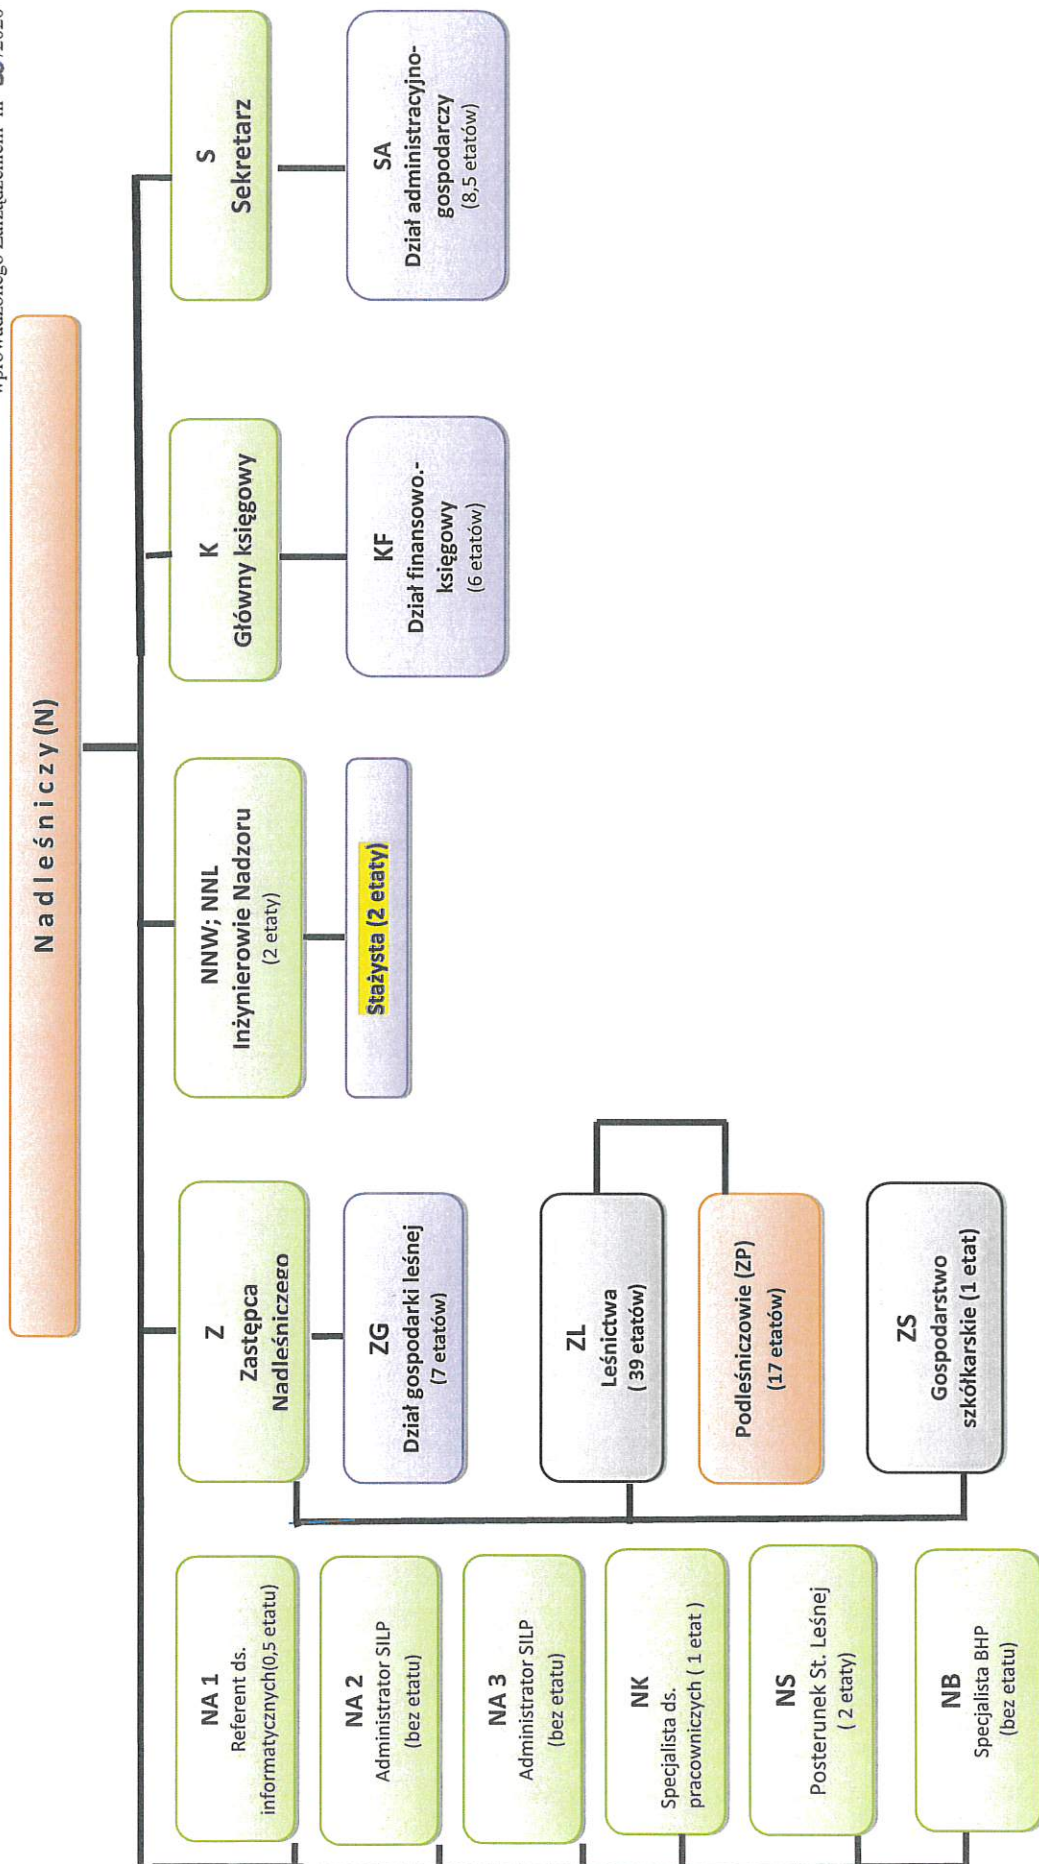 wprowadzonego Zarządzeniem nr
Nadleśniczy (N)
NA 1
Referent ds.
informatycznych(0,5 etatu)
NA 2
Administrator SILP
(bez etatu)
NA 3
Administrator SILP
(bez etatu)
NK
Specjalista ds.
pracowniczych ( 1 etat )
NS
Posterunek St. Leśnej
( 2 etaty)
NB
Specjalista BHP
(bez etatu)
Z
Zastępca
Nadleśniczego
ZG
Dział gospodarki leśnej
(7 etatów)
ZL
Leśnictwa
( 39 etatów)
Podleśniczowie (ZP)
(17 etatów)
ZS
Gospodarstwo
szkółkarskie (1 etat)
NNW; NNL
Inżynierowie Nadzoru
(2 etaty)
Stażysta (2 etaty)
K
Główny księgowy
KF
Dział finansowo.-
księgowy
(6 etatów)
S
Sekretarz
SA
Dział administracyjno-
gospodarczy
(8,5 etatów)